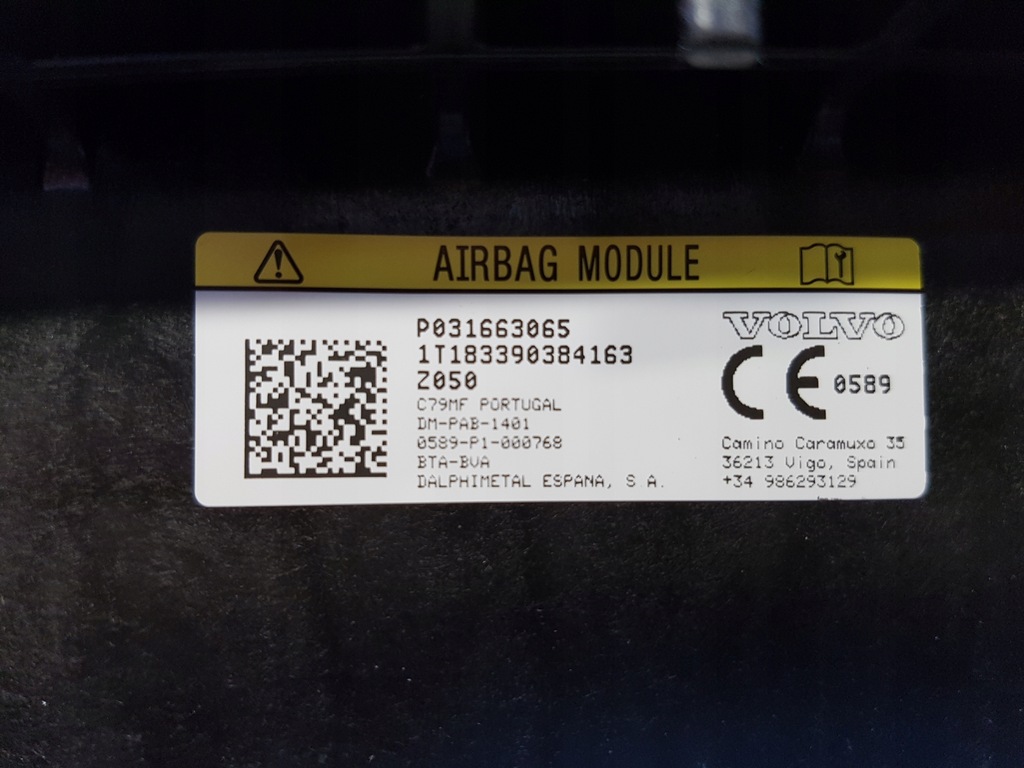 AIRBAG MODULE
P031663065
1T183390384163
Z050
C79MF PORTUGAL
DM-PAB-1401
0589-P1-000768
BTA-BVA
DALPHIMETAL ESPANA, S A.
VOLVO
CE 0589
Camino Caramuxo 35
36213 Vigo, Spain
+34 986293129